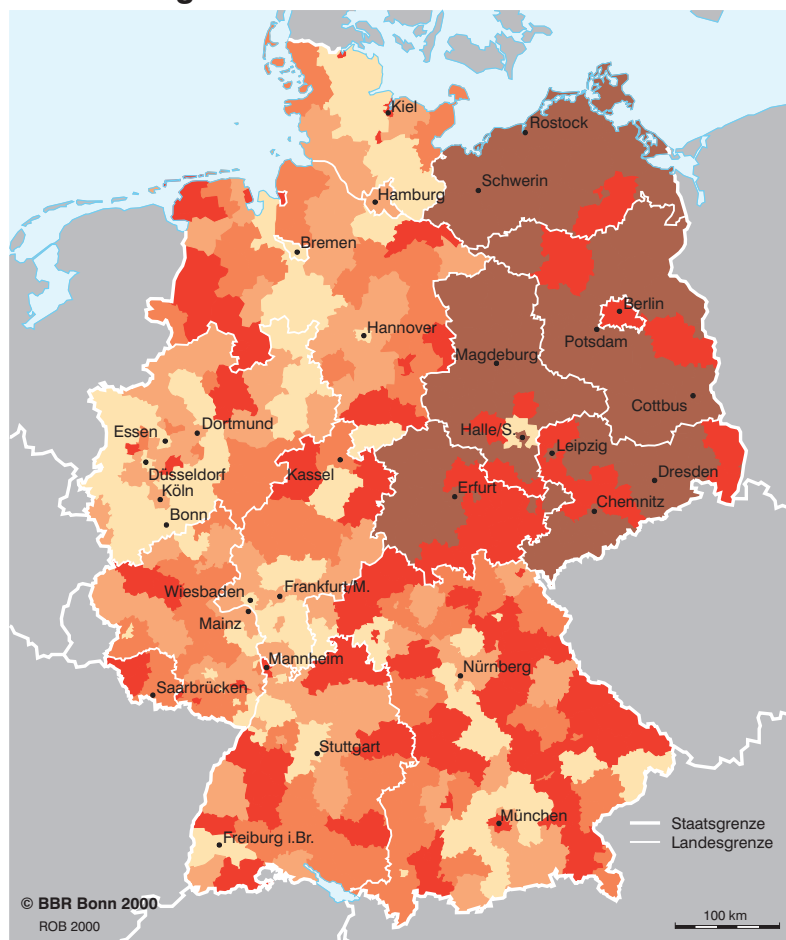 Kiel
Rostock
Schwerin
Hamburg
Bremen
Berlin
Hannover
Potsdam
Magdeburg
Cottbus
Essen
Dortmund
Halle/S.
Leipzig
Düsseldorf
Kassel
Dresden
Köln
Erfurt
Chemnitz
Bonn
Wiesbaden
Frankfurt/M.
Mainz
Mannheim
Nürnberg
Saarbrücken
Stuttgart
München
Staatsgrenze
Freiburg i.Br.
Landesgrenze
© BBR Bonn 2000
ROB 2000
100 km